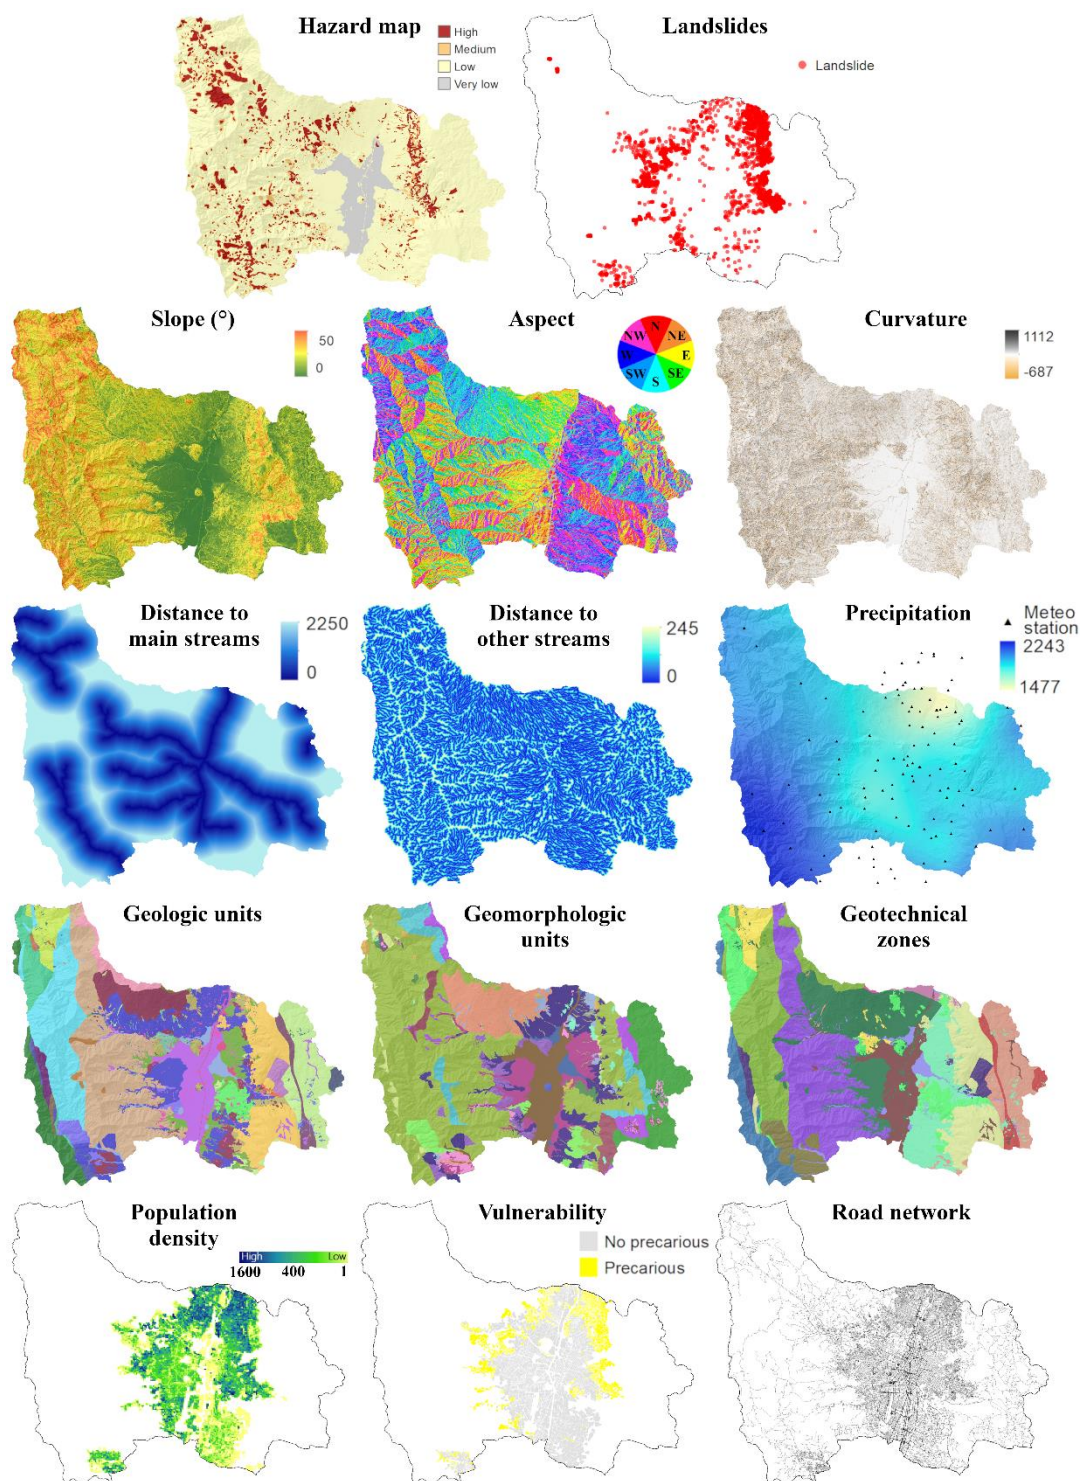 Hazard map
High
Medium
Low
Very low
Landslides
Landslide
Slope (°)
50
0
Aspect
N
NE
E
SE
S
SW
W
NW
Curvature
1112
-687
Distance to
main streams
2250
0
Distance to
other streams
245
0
Precipitation
Meteo
station
2243
1477
Geologic units
Geomorphologic
units
Geotechnical
zones
Population
density
High Low
1600 400 1
Vulnerability
No precarious
Precarious
Road network